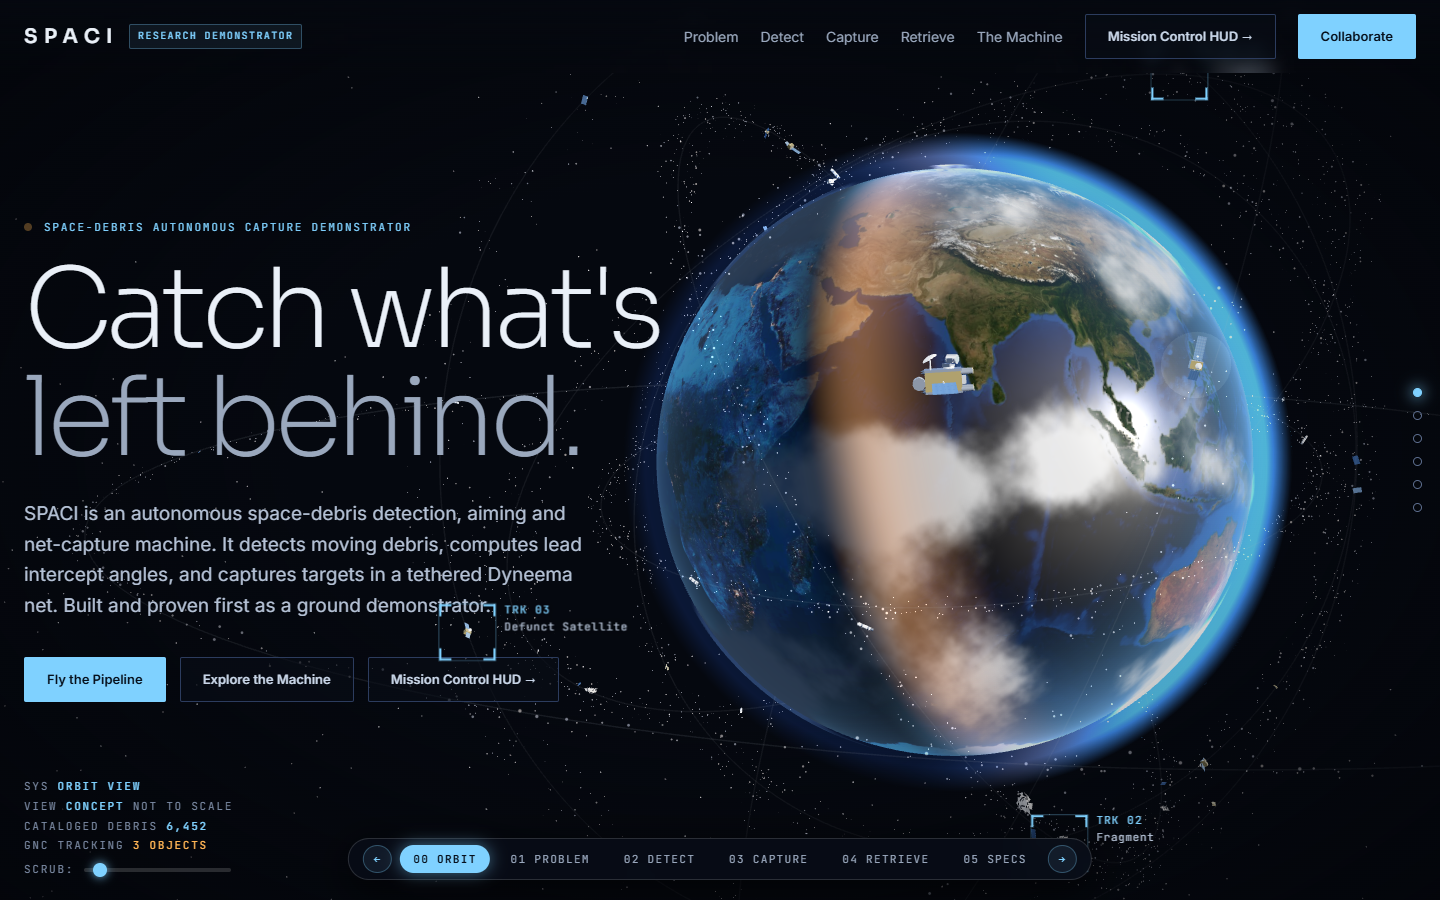 SPACI
RESEARCH DEMONSTRATOR
Problem
Detect
Capture
Retrieve
The Machine
Mission Control HUD →
Collaborate
SPACE-DEBRIS AUTONOMOUS CAPTURE DEMONSTRATOR
Catch what's
left behind.
SPACI is an autonomous space-debris detection, aiming and
net-capture machine. It detects moving debris, computes lead
intercept angles, and captures targets in a tethered Dyneema
net. Built and proven first as a ground demonstrator.
TRK 03
Defunct Satellite
Fly the Pipeline
Explore the Machine
Mission Control HUD →
SYS ORBIT VIEW
VIEW CONCEPT NOT TO SCALE
CATALOGED DEBRIS 6,452
GNC TRACKING 3 OBJECTS
SCRUB:
TRK 02
Fragment
← 00 ORBIT 01 PROBLEM 02 DETECT 03 CAPTURE 04 RETRIEVE 05 SPECS →